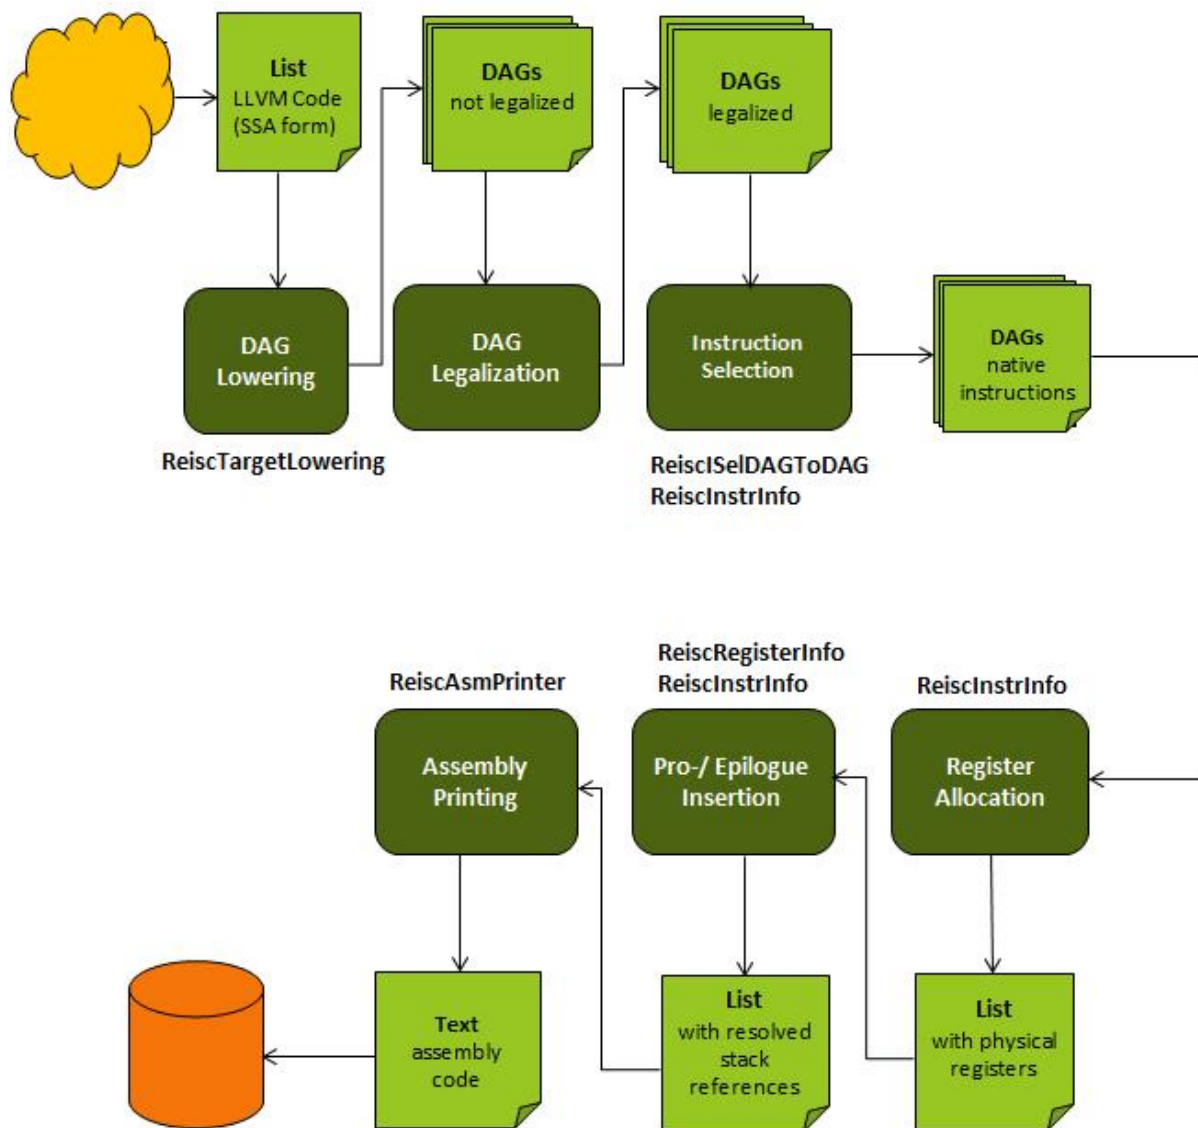 List
LLVM Code
(SSA form)
DAGs
not legalized
DAGs
legalized
DAG
Lowering
DAG
Legalization
Instruction
Selection
DAGs
native
instructions
ReiscTargetLowering
ReiscISelDAGToDAG
ReiscInstrInfo
ReiscAsmPrinter
ReiscRegisterInfo
ReiscInstrInfo
ReiscInstrInfo
Assembly
Printing
Pro-/ Epilogue
Insertion
Register
Allocation
Text
assembly
code
List
with resolved
stack
references
List
with physical
registers